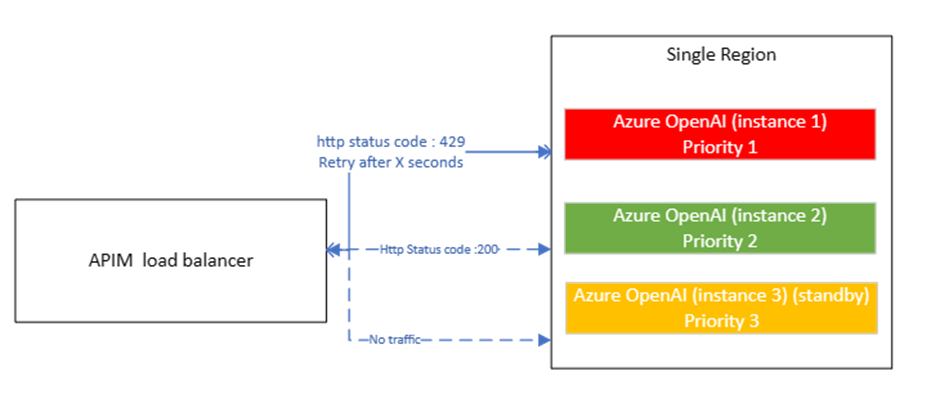 Single Region
Azure OpenAI (instance 1)
Priority 1
http status code : 429
Retry after X seconds
Azure OpenAI (instance 2)
Priority 2
Http Status code :200
APIM  load balancer
Azure OpenAI (instance 3) (standby)
Priority 3
No traffic